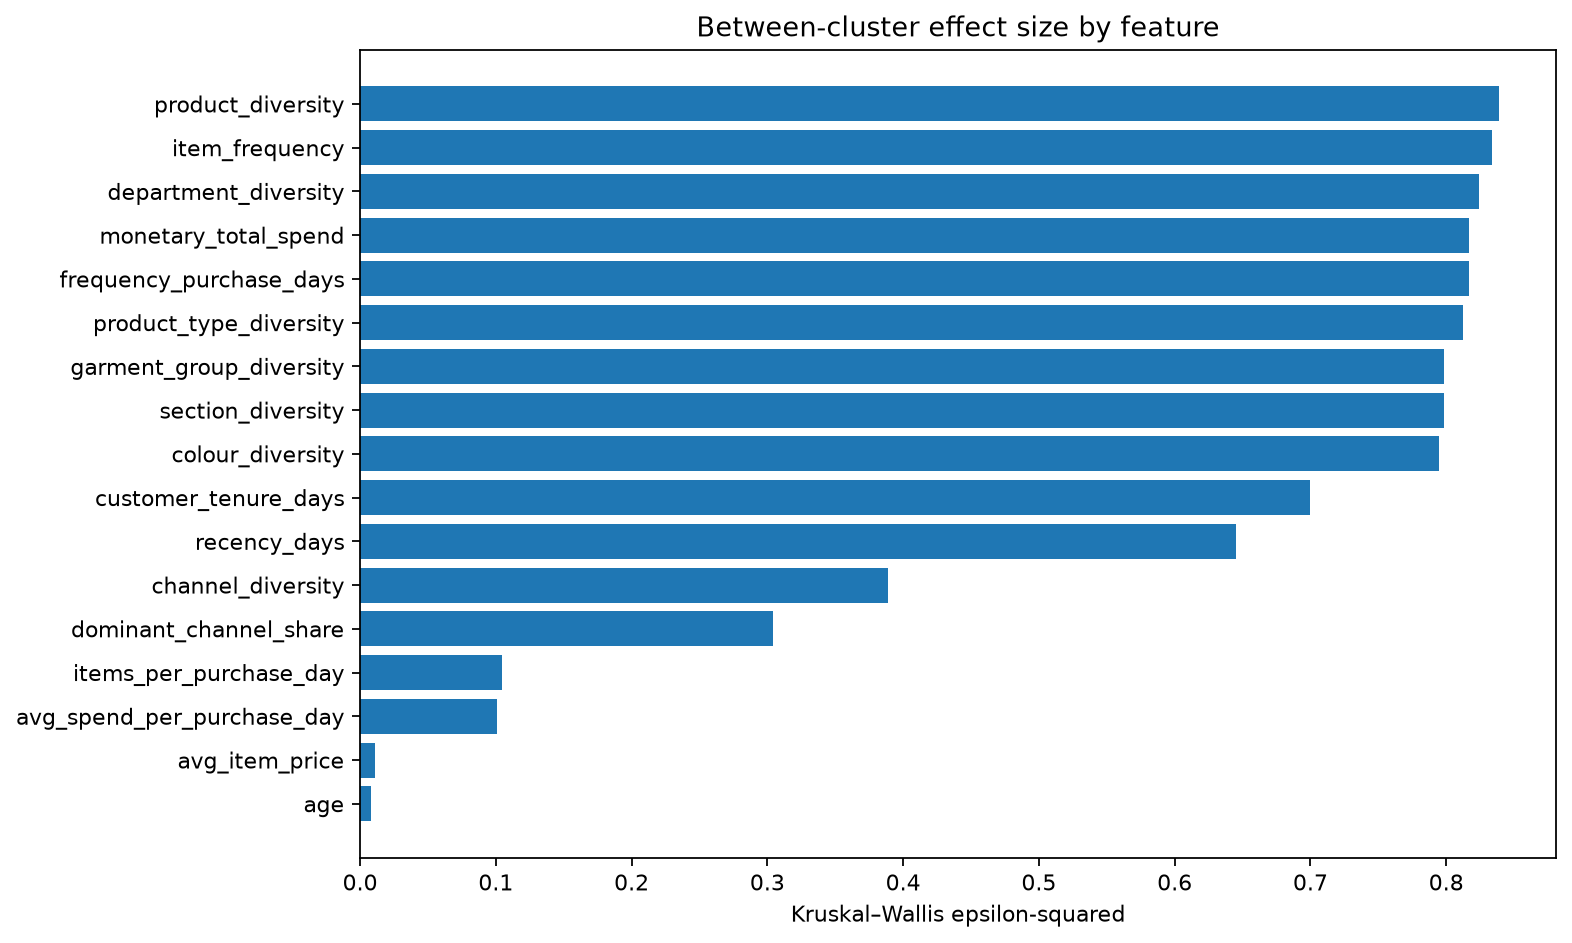 Between-cluster effect size by feature
product_diversity
item_frequency
department_diversity
monetary_total_spend
frequency_purchase_days
product_type_diversity
garment_group_diversity
section_diversity
colour_diversity
customer_tenure_days
recency_days
channel_diversity
dominant_channel_share
items_per_purchase_day
avg_spend_per_purchase_day
avg_item_price
age
0.0 0.1 0.2 0.3 0.4 0.5 0.6 0.7 0.8
Kruskal–Wallis epsilon-squared